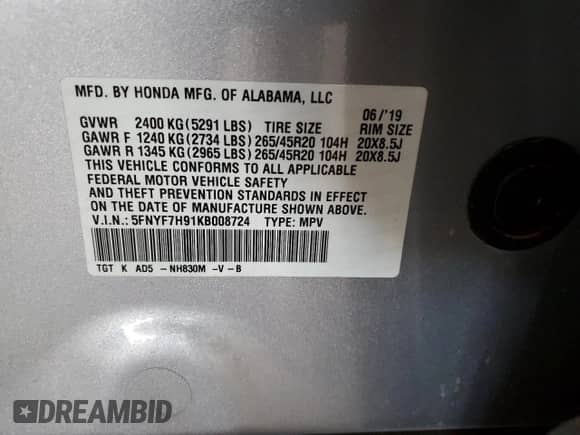 MFD. BY HONDA MFG. OF ALABAMA, LLC
06/'19
GVWR 2400 KG(5291 LBS) TIRE SIZE RIM SIZE
GAWR F 1240 KG(2734 LBS)265/45R20 104H 20X8.5J
GAWR R 1345 KG(2965 LBS)265/45R20 104H 20X8.5J
THIS VEHICLE CONFORMS TO ALL APPLICABLE
FEDERAL MOTOR VEHICLE SAFETY
AND THEFT PREVENTION STANDARDS IN EFFECT
ON THE DATE OF MANUFACTURE SHOWN ABOVE.
V.I.N.: 5FNYF7H91KB008724 TYPE: MPV
TGT K AD5 -NH830M -V-B
DREAMBID